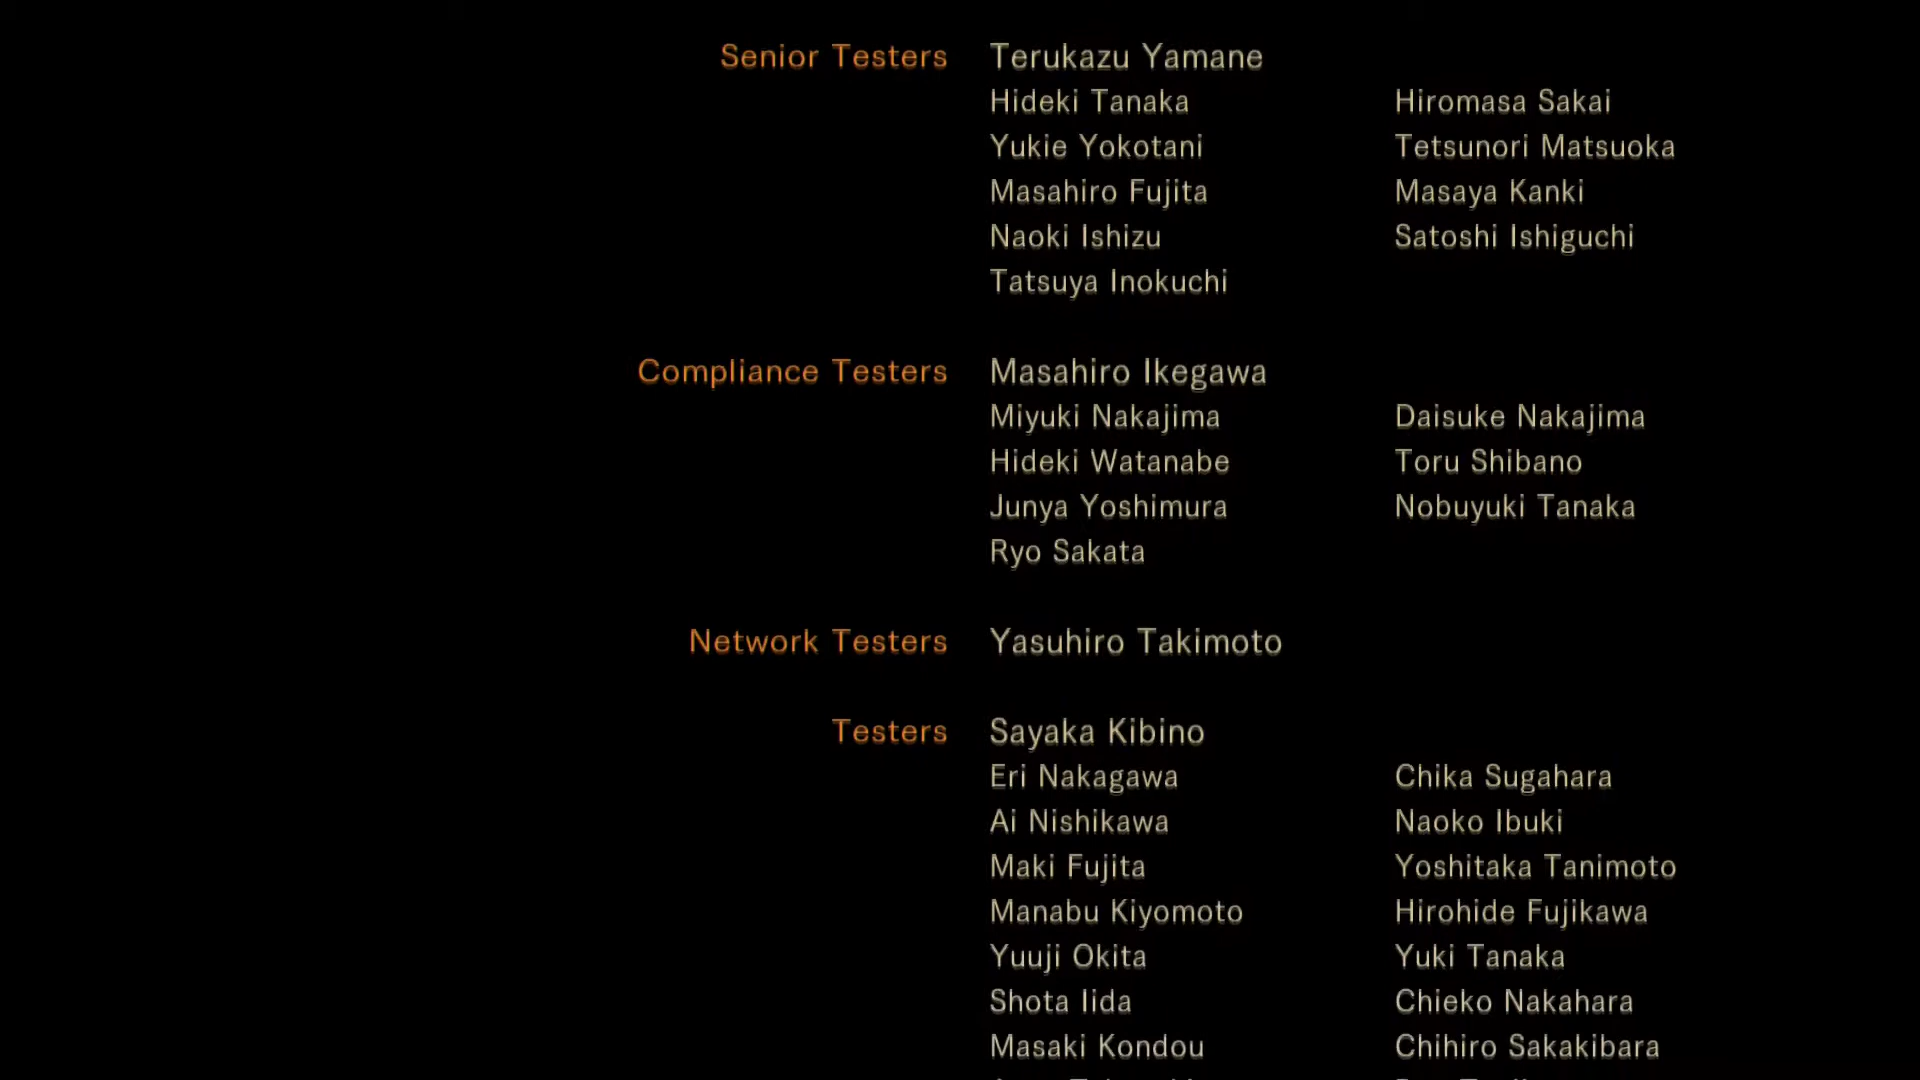 Senior Testers Terukazu Yamane
Hideki Tanaka Hiromasa Sakai
Yukie Yokotani Tetsunori Matsuoka
Masahiro Fujita Masaya Kanki
Naoki Ishizu Satoshi Ishiguchi
Tatsuya Inokuchi
Compliance Testers Masahiro Ikegawa
Miyuki Nakajima Daisuke Nakajima
Hideki Watanabe Toru Shibano
Junya Yoshimura Nobuyuki Tanaka
Ryo Sakata
Network Testers Yasuhiro Takimoto
Testers Sayaka Kibino
Eri Nakagawa Chika Sugahara
Ai Nishikawa Naoko Ibuki
Maki Fujita Yoshitaka Tanimoto
Manabu Kiyomoto Hirohide Fujikawa
Yuuji Okita Yuki Tanaka
Shota Iida Chieko Nakahara
Masaki Kondou Chihiro Sakakibara